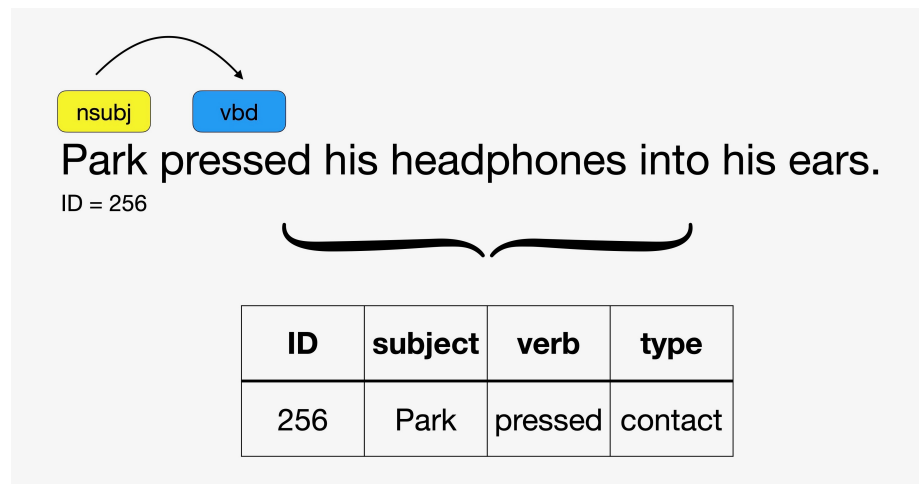 nsubj vbd
Park pressed his headphones into his ears.
ID = 256
ID subject verb type
256 Park pressed contact